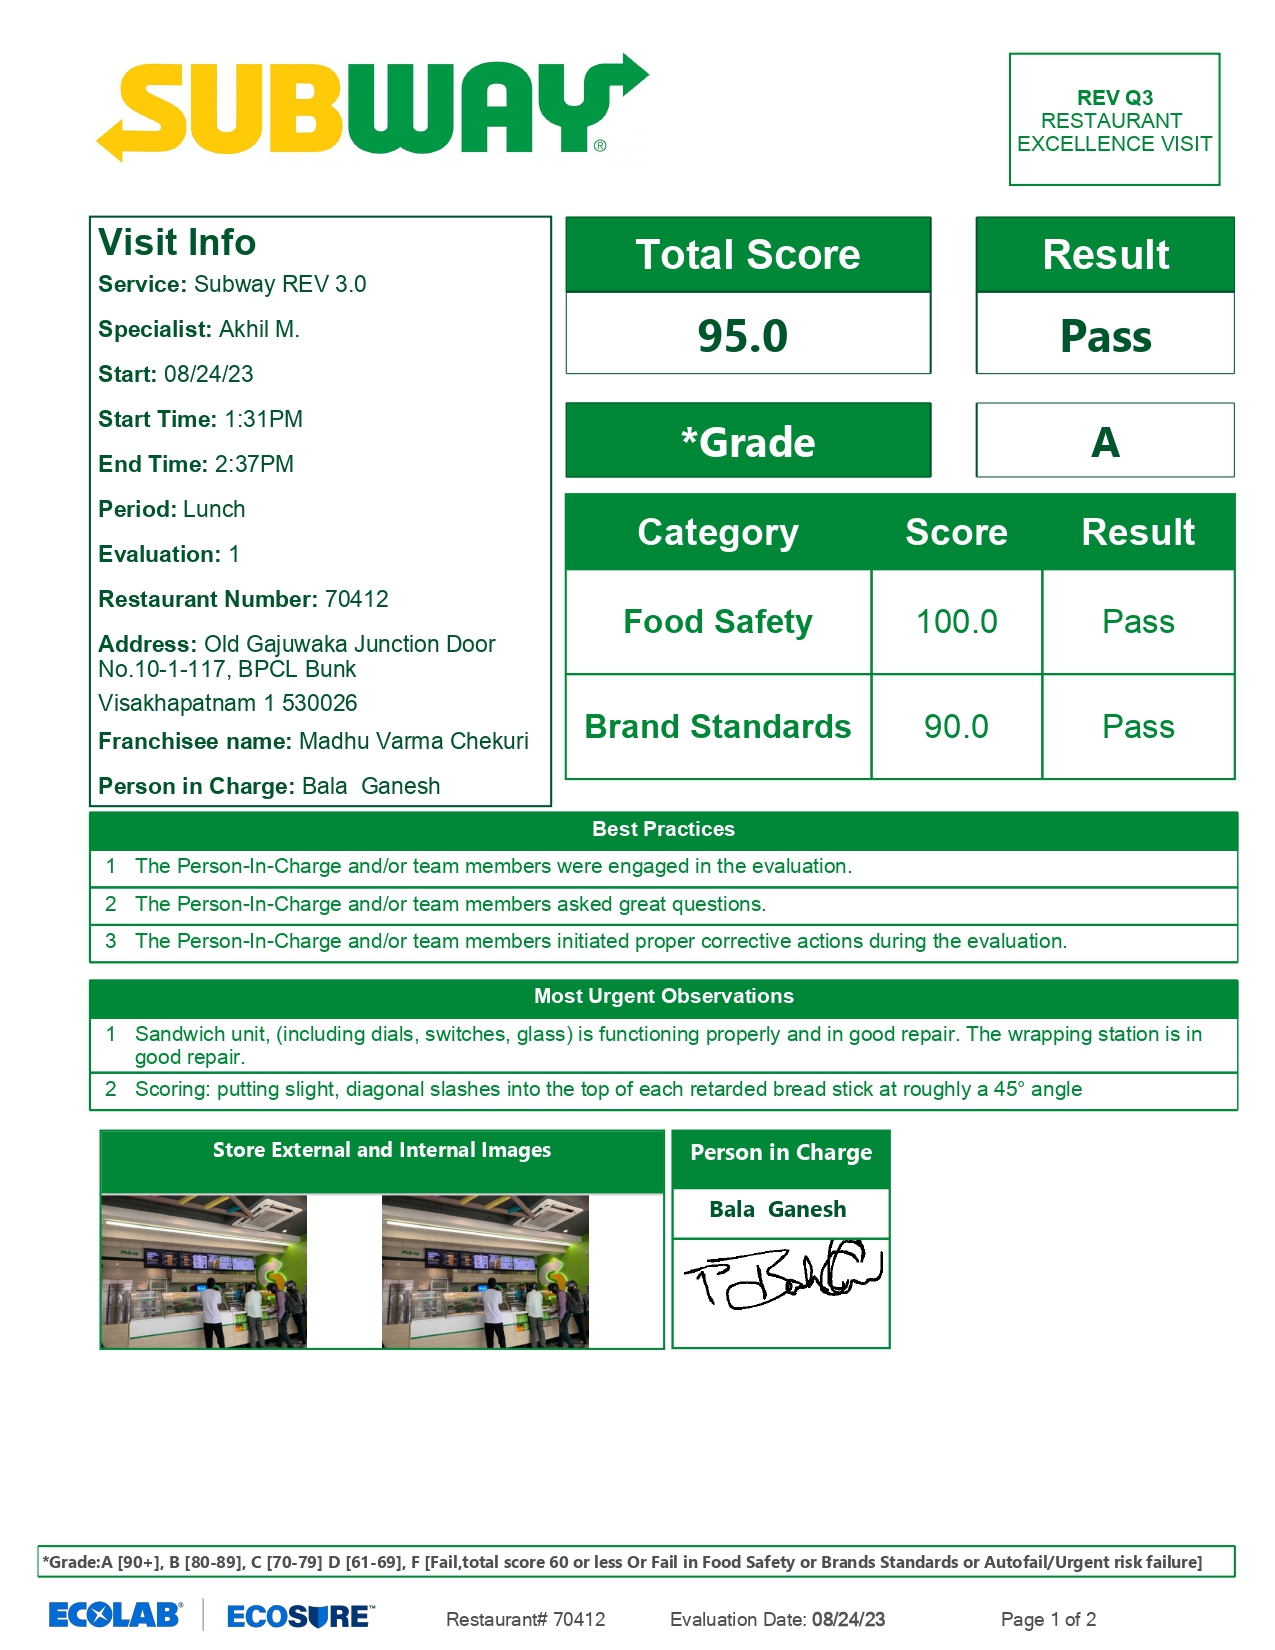 SUBWAY®
REV Q3
RESTAURANT
EXCELLENCE VISIT
Visit Info
Service: Subway REV 3.0
Specialist: Akhil M.
Start: 08/24/23
Start Time: 1:31PM
End Time: 2:37PM
Period: Lunch
Evaluation: 1
Restaurant Number: 70412
Address: Old Gajuwaka Junction Door
No.10-1-117, BPCL Bunk
Visakhapatnam 1 530026
Franchisee name: Madhu Varma Chekuri
Person in Charge: Bala  Ganesh
Total Score
95.0
Result
Pass
*Grade
A
Category Score Result
Food Safety 100.0 Pass
Brand Standards 90.0 Pass
Best Practices
1 The Person-In-Charge and/or team members were engaged in the evaluation.
2 The Person-In-Charge and/or team members asked great questions.
3 The Person-In-Charge and/or team members initiated proper corrective actions during the evaluation.
Most Urgent Observations
1 Sandwich unit, (including dials, switches, glass) is functioning properly and in good repair. The wrapping station is in
good repair.
2 Scoring: putting slight, diagonal slashes into the top of each retarded bread stick at roughly a 45° angle
Store External and Internal Images
Person in Charge
Bala  Ganesh
*Grade:A [90+], B [80-89], C [70-79] D [61-69], F [Fail,total score 60 or less Or Fail in Food Safety or Brands Standards or Autofail/Urgent risk failure]
ECOLAB® ECOSURE™ Restaurant# 70412 Evaluation Date: 08/24/23 Page 1 of 2